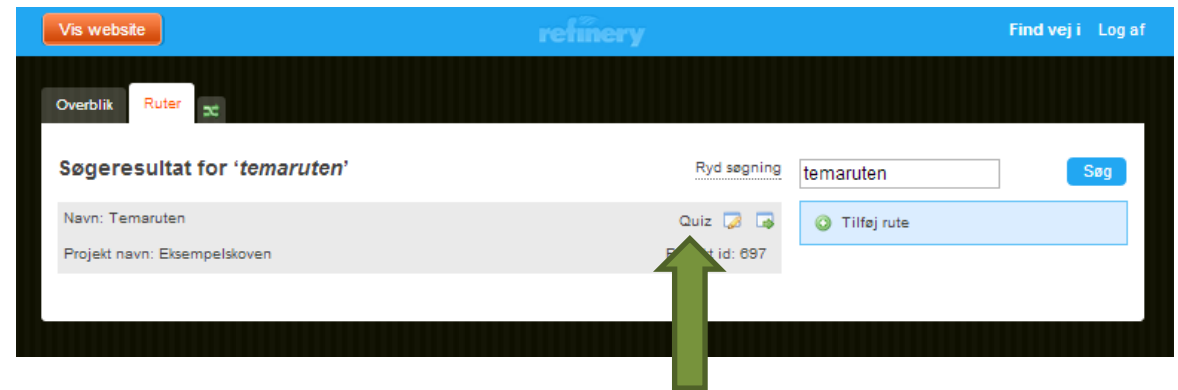 Vis website
refinery
Find vej i Log af
Overblik Ruter
Søgeresultat for ‘temaruten’
Ryd søgning
temaruten
Søg
Navn: Temaruten
Quiz
Tilføj rute
Projekt navn: Eksempelskoven
id: 697